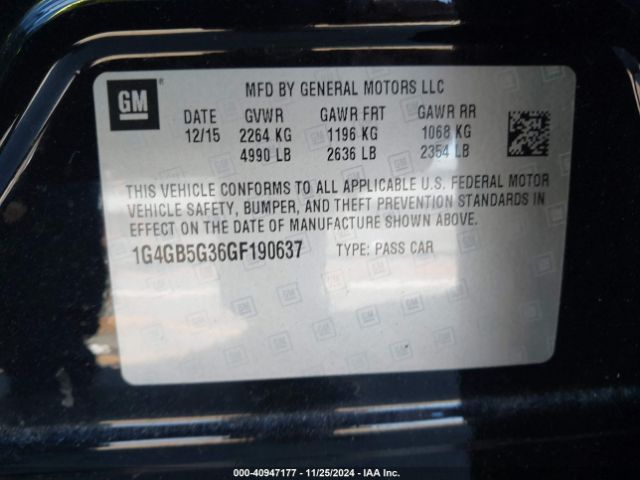 GM
MFD BY GENERAL MOTORS LLC
DATE GVWR GAWR FRT GAWR RR
12/15 2264 KG 1196 KG 1068 KG
4990 LB 2636 LB 2354 LB
THIS VEHICLE CONFORMS TO ALL APPLICABLE U.S. FEDERAL MOTOR
VEHICLE SAFETY, BUMPER, AND THEFT PREVENTION STANDARDS IN
EFFECT ON THE DATE OF MANUFACTURE SHOWN ABOVE.
1G4GB5G36GF190637 TYPE: PASS CAR
000-40947177 - 11/25/2024 - IAA Inc.